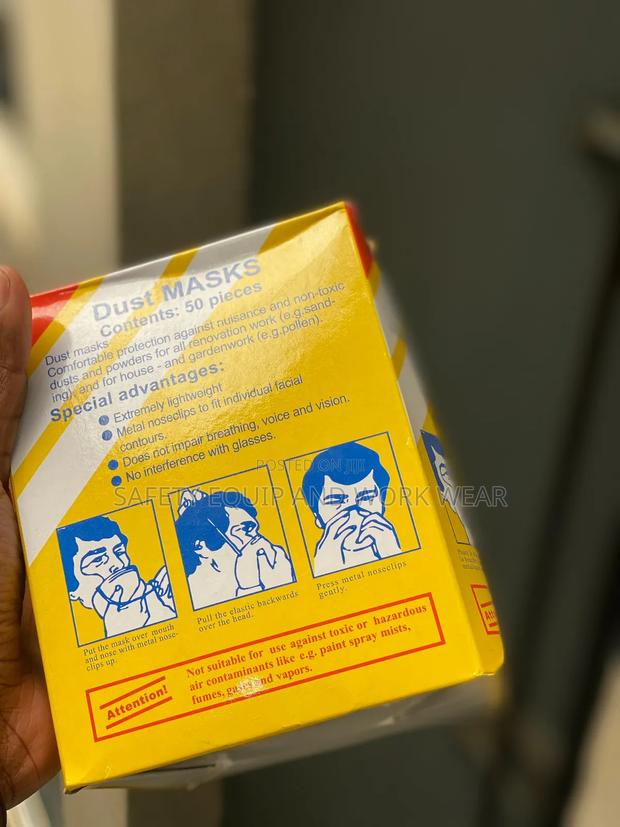 Dust MASKS
Contents: 50 pieces
Dust masks
Comfortable protection against nuisance and non-toxic
dusts and powders for all renovation work (e.g.sand-
ing) and for house - and gardenwork (e.g.pollen).
Special advantages:
Extremely lightweight
Metal noseclips to fit individual facial
contours.
Does not impair breathing, voice and vision.
No interference with glasses.
POSTED ON JIJI
SAFETY EQUIP AND WORK WEAR
Put the mask over mouth
and nose with metal nose-
clips up.
Pull the elastic backwards
over the head.
Press metal noseclips
gently.
Attention!
Not suitable for use against toxic or hazardous
air contaminants like e.g. paint spray mists,
fumes, gases and vapors.